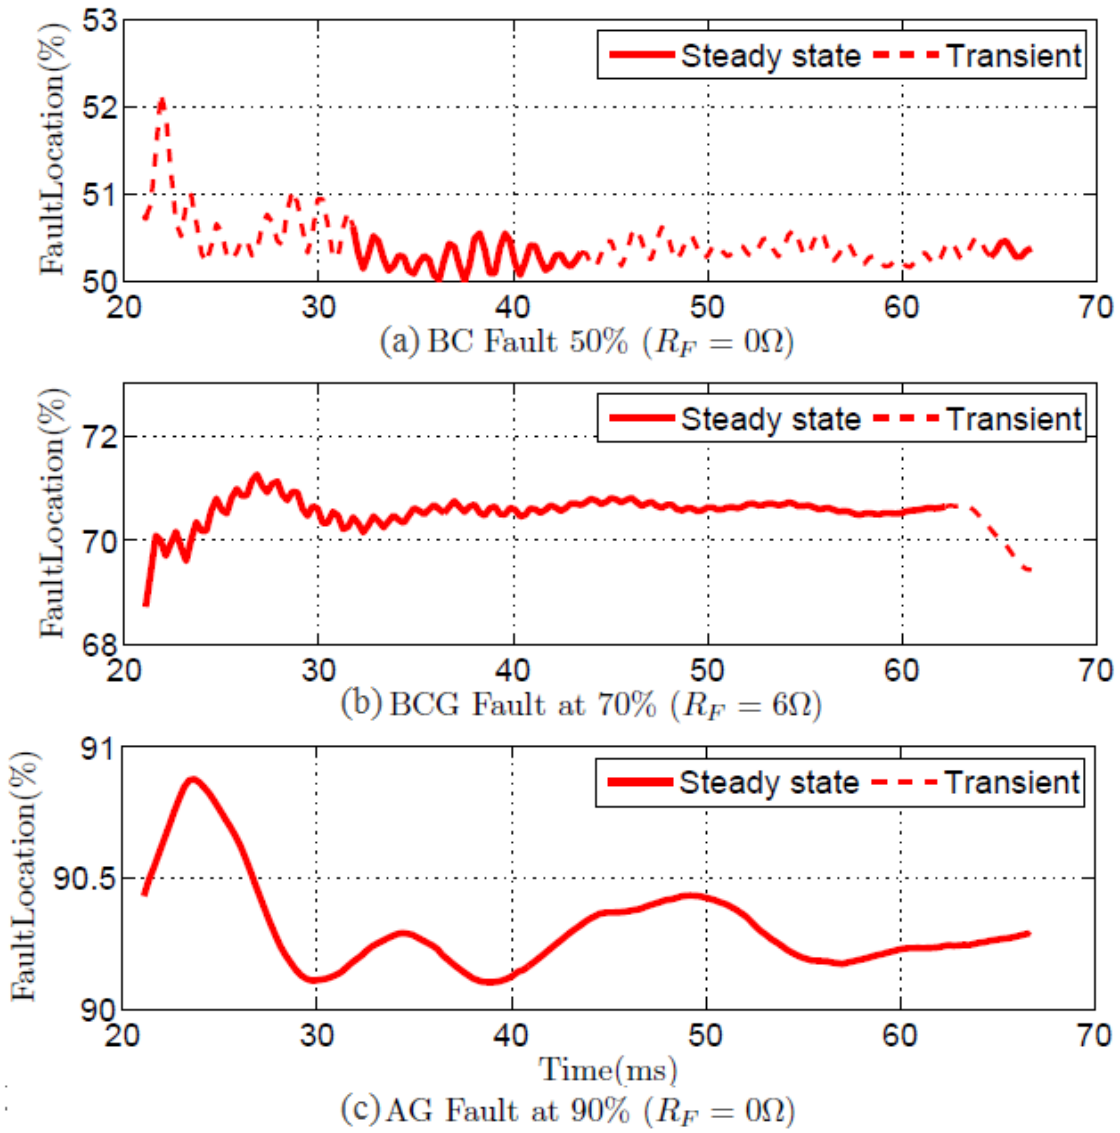 53
Steady state Transient
52
51
50
FaultLocation(%)
20 30 40 50 60 70
(a) BC Fault 50% (R_F = 0Ω)
Steady state Transient
72
70
68
FaultLocation(%)
20 30 40 50 60 70
(b) BCG Fault at 70% (R_F = 6Ω)
91
Steady state Transient
90.5
90
FaultLocation(%)
20 30 40 50 60 70
Time(ms)
(c) AG Fault at 90% (R_F = 0Ω)